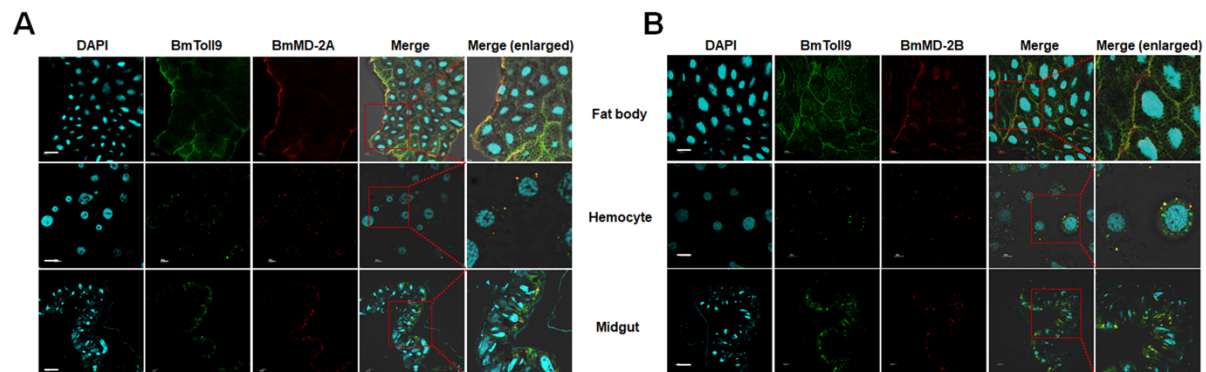 A
B
DAPI BmToll9 BmMD-2A Merge Merge (enlarged)
DAPI BmToll9 BmMD-2B Merge Merge (enlarged)
Fat body
Hemocyte
Midgut